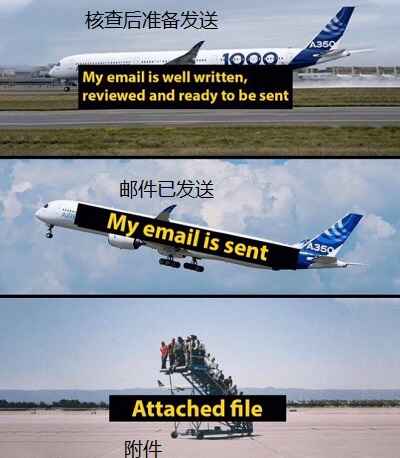 核查后准备发送
1000
A350
My email is well written,
reviewed and ready to be sent
邮件已发送
My email is sent
A350
Attached file
附件